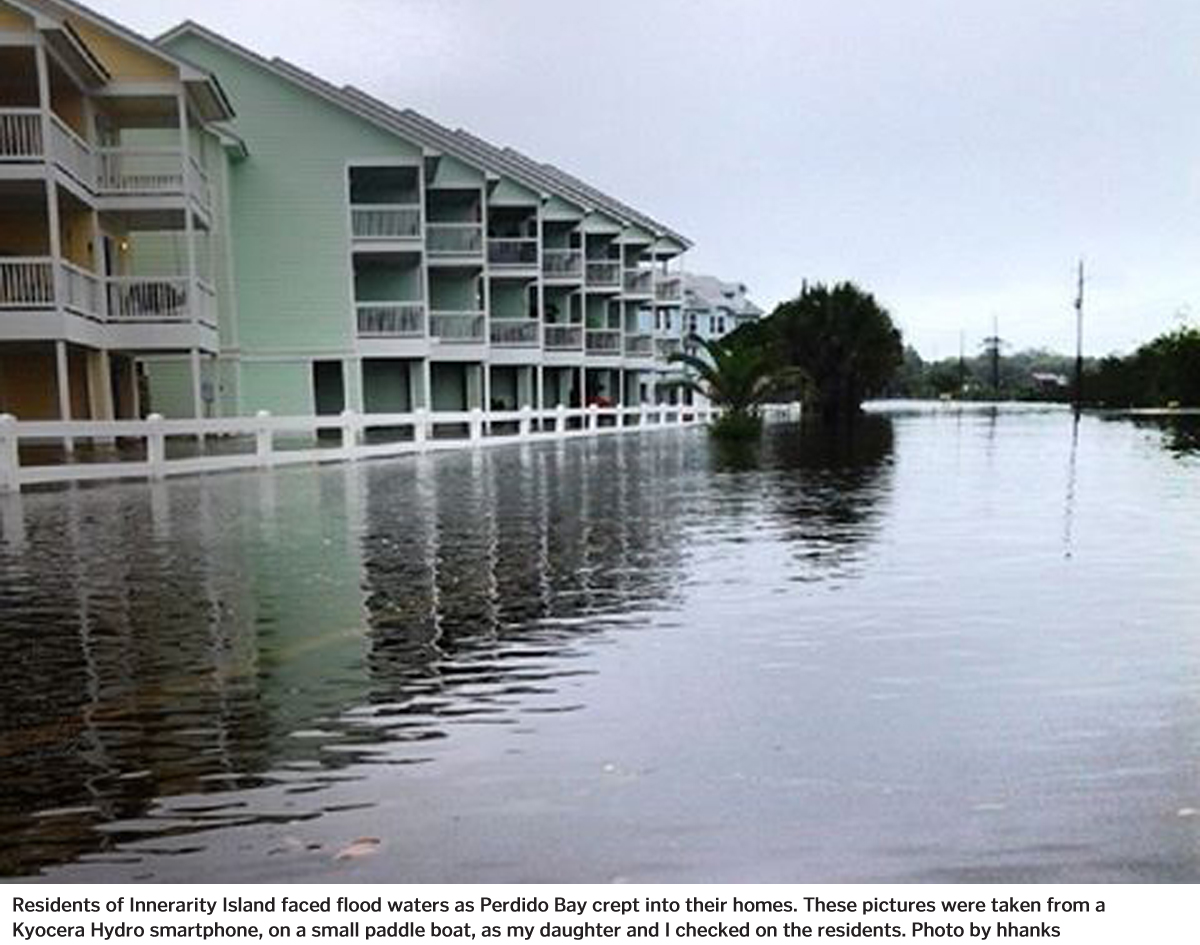 Residents of Innerarity Island faced flood waters as Perdido Bay crept into their homes. These pictures were taken from a
Kyocera Hydro smartphone, on a small paddle boat, as my daughter and I checked on the residents. Photo by hhanks